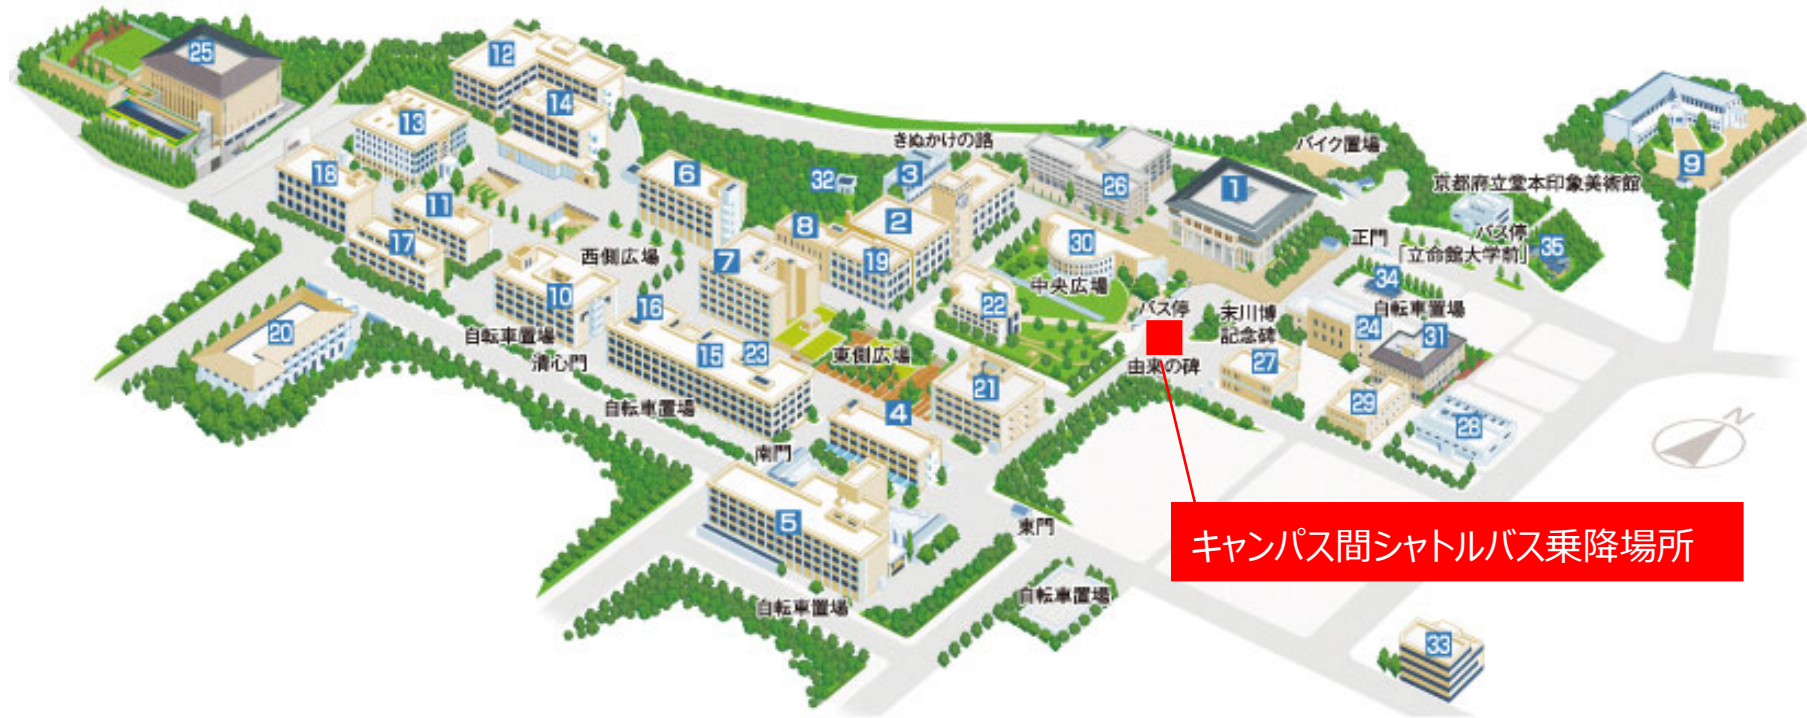 25
12
14
13
きぬかけの路
バイク置場
18
6
32
3
26
1
9
京都府立堂本印象美術館
11
8
2
正門
バス停
「立命館大学前」
35
17
西側広場
7
19
30
中央広場
34
10
22
バス停
末川博
記念碑
自転車置場
24
31
20
16
自転車置場
清心門
15
23
東側広場
由来の碑
27
自転車置場
21
4
29
28
N
南門
5
東門
キャンパス間シャトルバス乗降場所
自転車置場
自転車置場
33